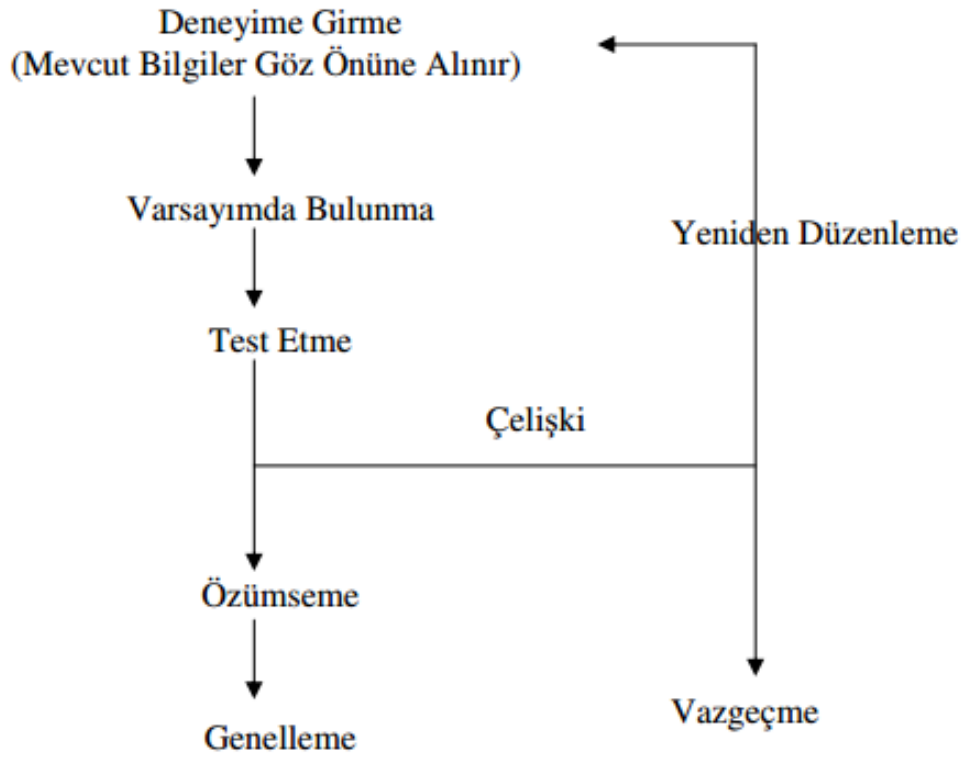 Deneyime Girme
(Mevcut Bilgiler Göz Önüne Alınır)
Varsayımda Bulunma
Yeniden Düzenleme
Test Etme
Çelişki
Özümseme
Vazgeçme
Genelleme